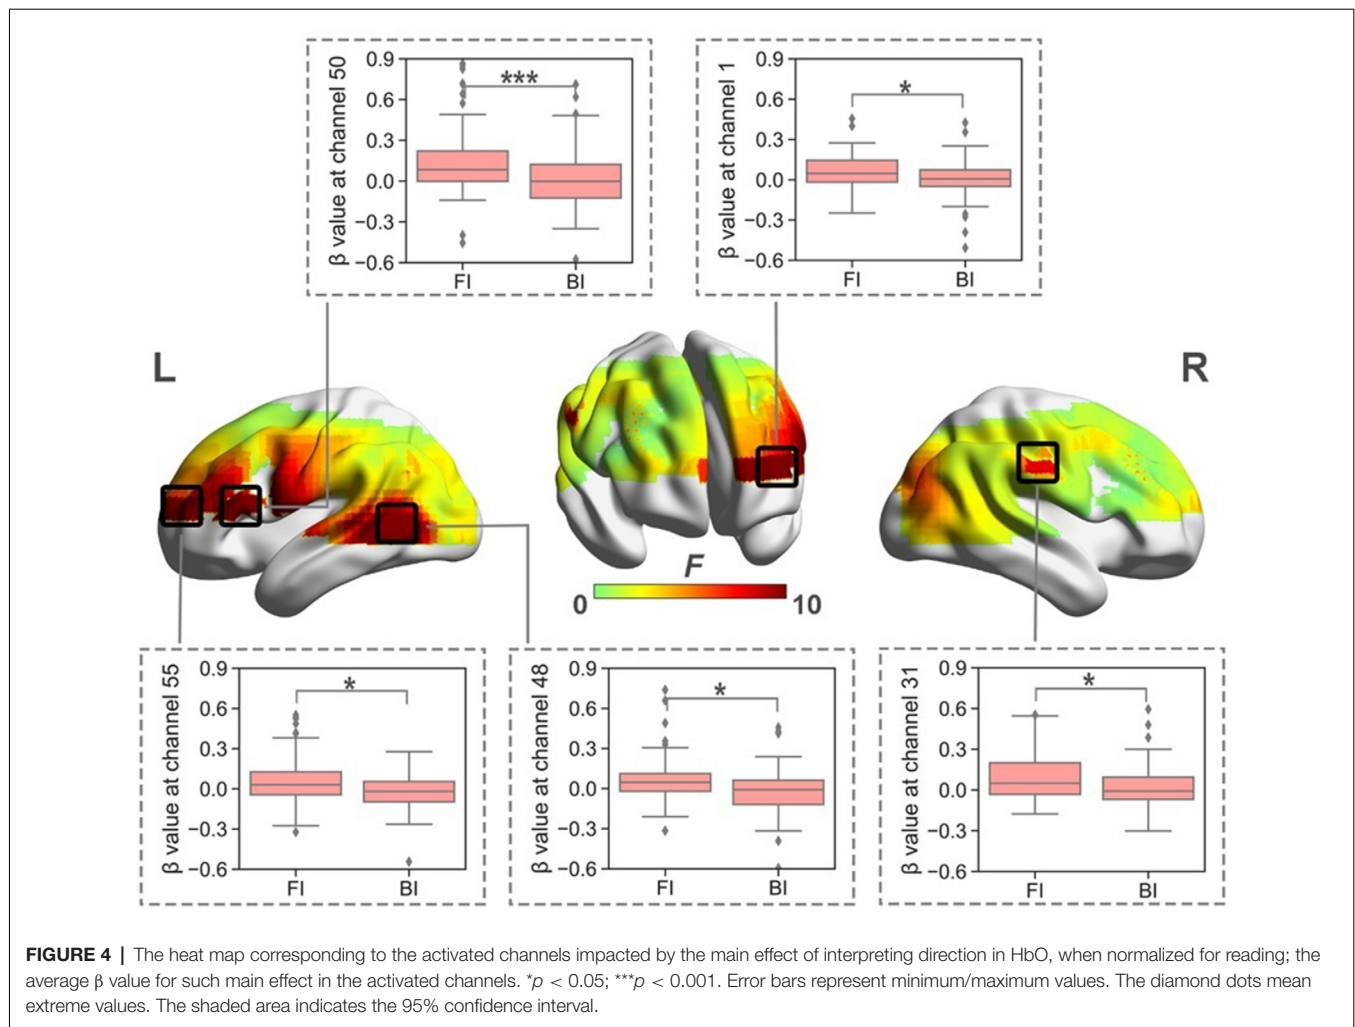 β value at channel 50
0.9
0.6
0.3
0.0
−0.3
−0.6
***
FI
BI
β value at channel 1
0.9
0.6
0.3
0.0
−0.3
−0.6
*
FI
BI
L
R
F
0
10
β value at channel 55
0.9
0.6
0.3
0.0
−0.3
−0.6
*
FI
BI
β value at channel 48
0.9
0.6
0.3
0.0
−0.3
−0.6
*
FI
BI
β value at channel 31
0.9
0.6
0.3
0.0
−0.3
−0.6
*
FI
BI
FIGURE 4 | The heat map corresponding to the activated channels impacted by the main effect of interpreting direction in HbO, when normalized for reading; the
average β value for such main effect in the activated channels. *p < 0.05; ***p < 0.001. Error bars represent minimum/maximum values. The diamond dots mean
extreme values. The shaded area indicates the 95% confidence interval.